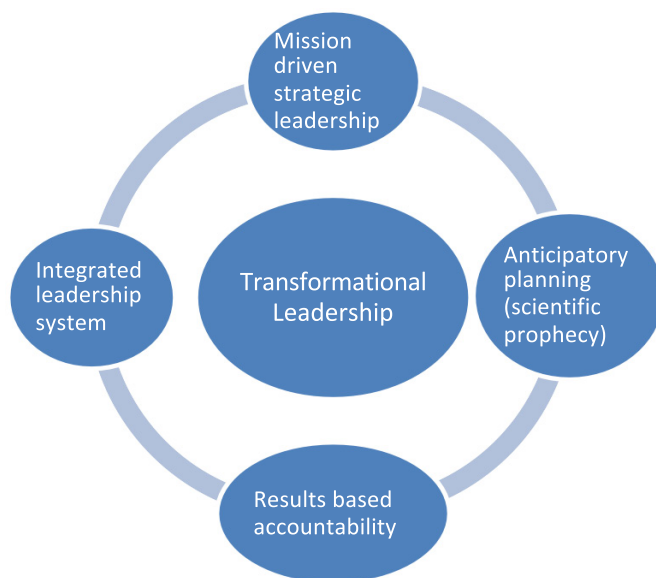 Mission
driven
strategic
leadership
Anticipatory
planning
(scientific
prophecy)
Integrated
leadership
system
Transformational
Leadership
Results based
accountability